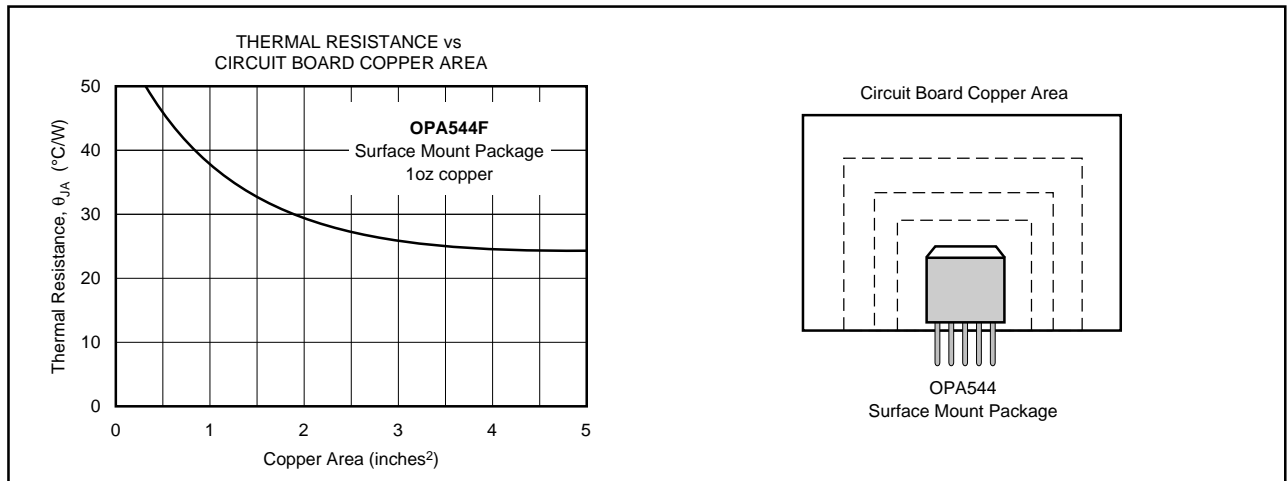 THERMAL RESISTANCE vs
CIRCUIT BOARD COPPER AREA
50
40
30
20
10
0
Thermal Resistance, θJA (°C/W)
OPA544F
Surface Mount Package
1oz copper
0 1 2 3 4 5
Copper Area (inches²)
Circuit Board Copper Area
OPA544
Surface Mount Package